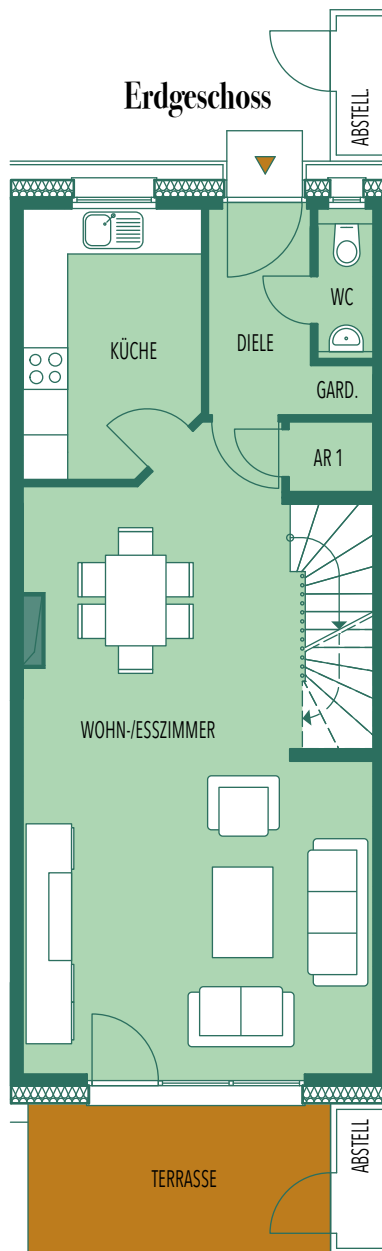 Erdgeschoss
ABSTELL.
WC
KÜCHE
DIELE
GARD.
AR 1
WOHN-/ESSZIMMER
TERRASSE
ABSTELL